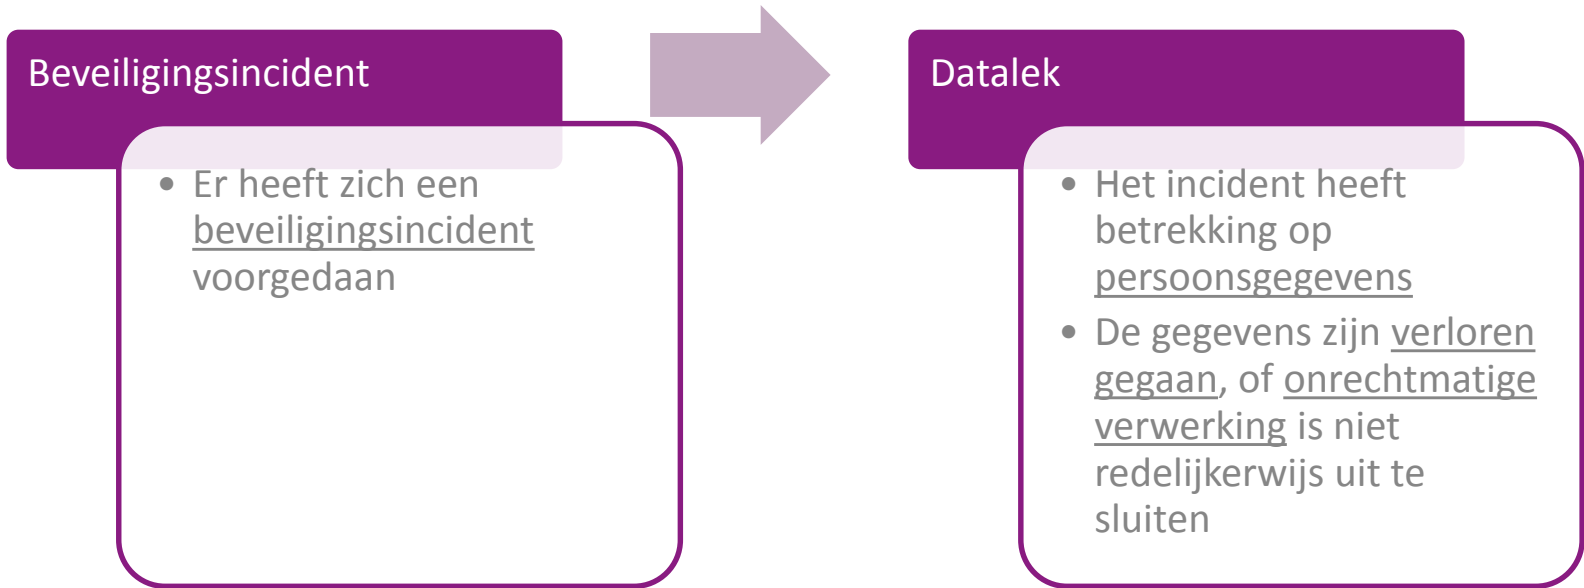 Beveiligingsincident
• Er heeft zich een
beveiligingsincident
voorgedaan
Datalek
• Het incident heeft
betrekking op
persoonsgegevens
• De gegevens zijn verloren
gegaan, of onrechtmatige
verwerking is niet
redelijkerwijs uit te
sluiten